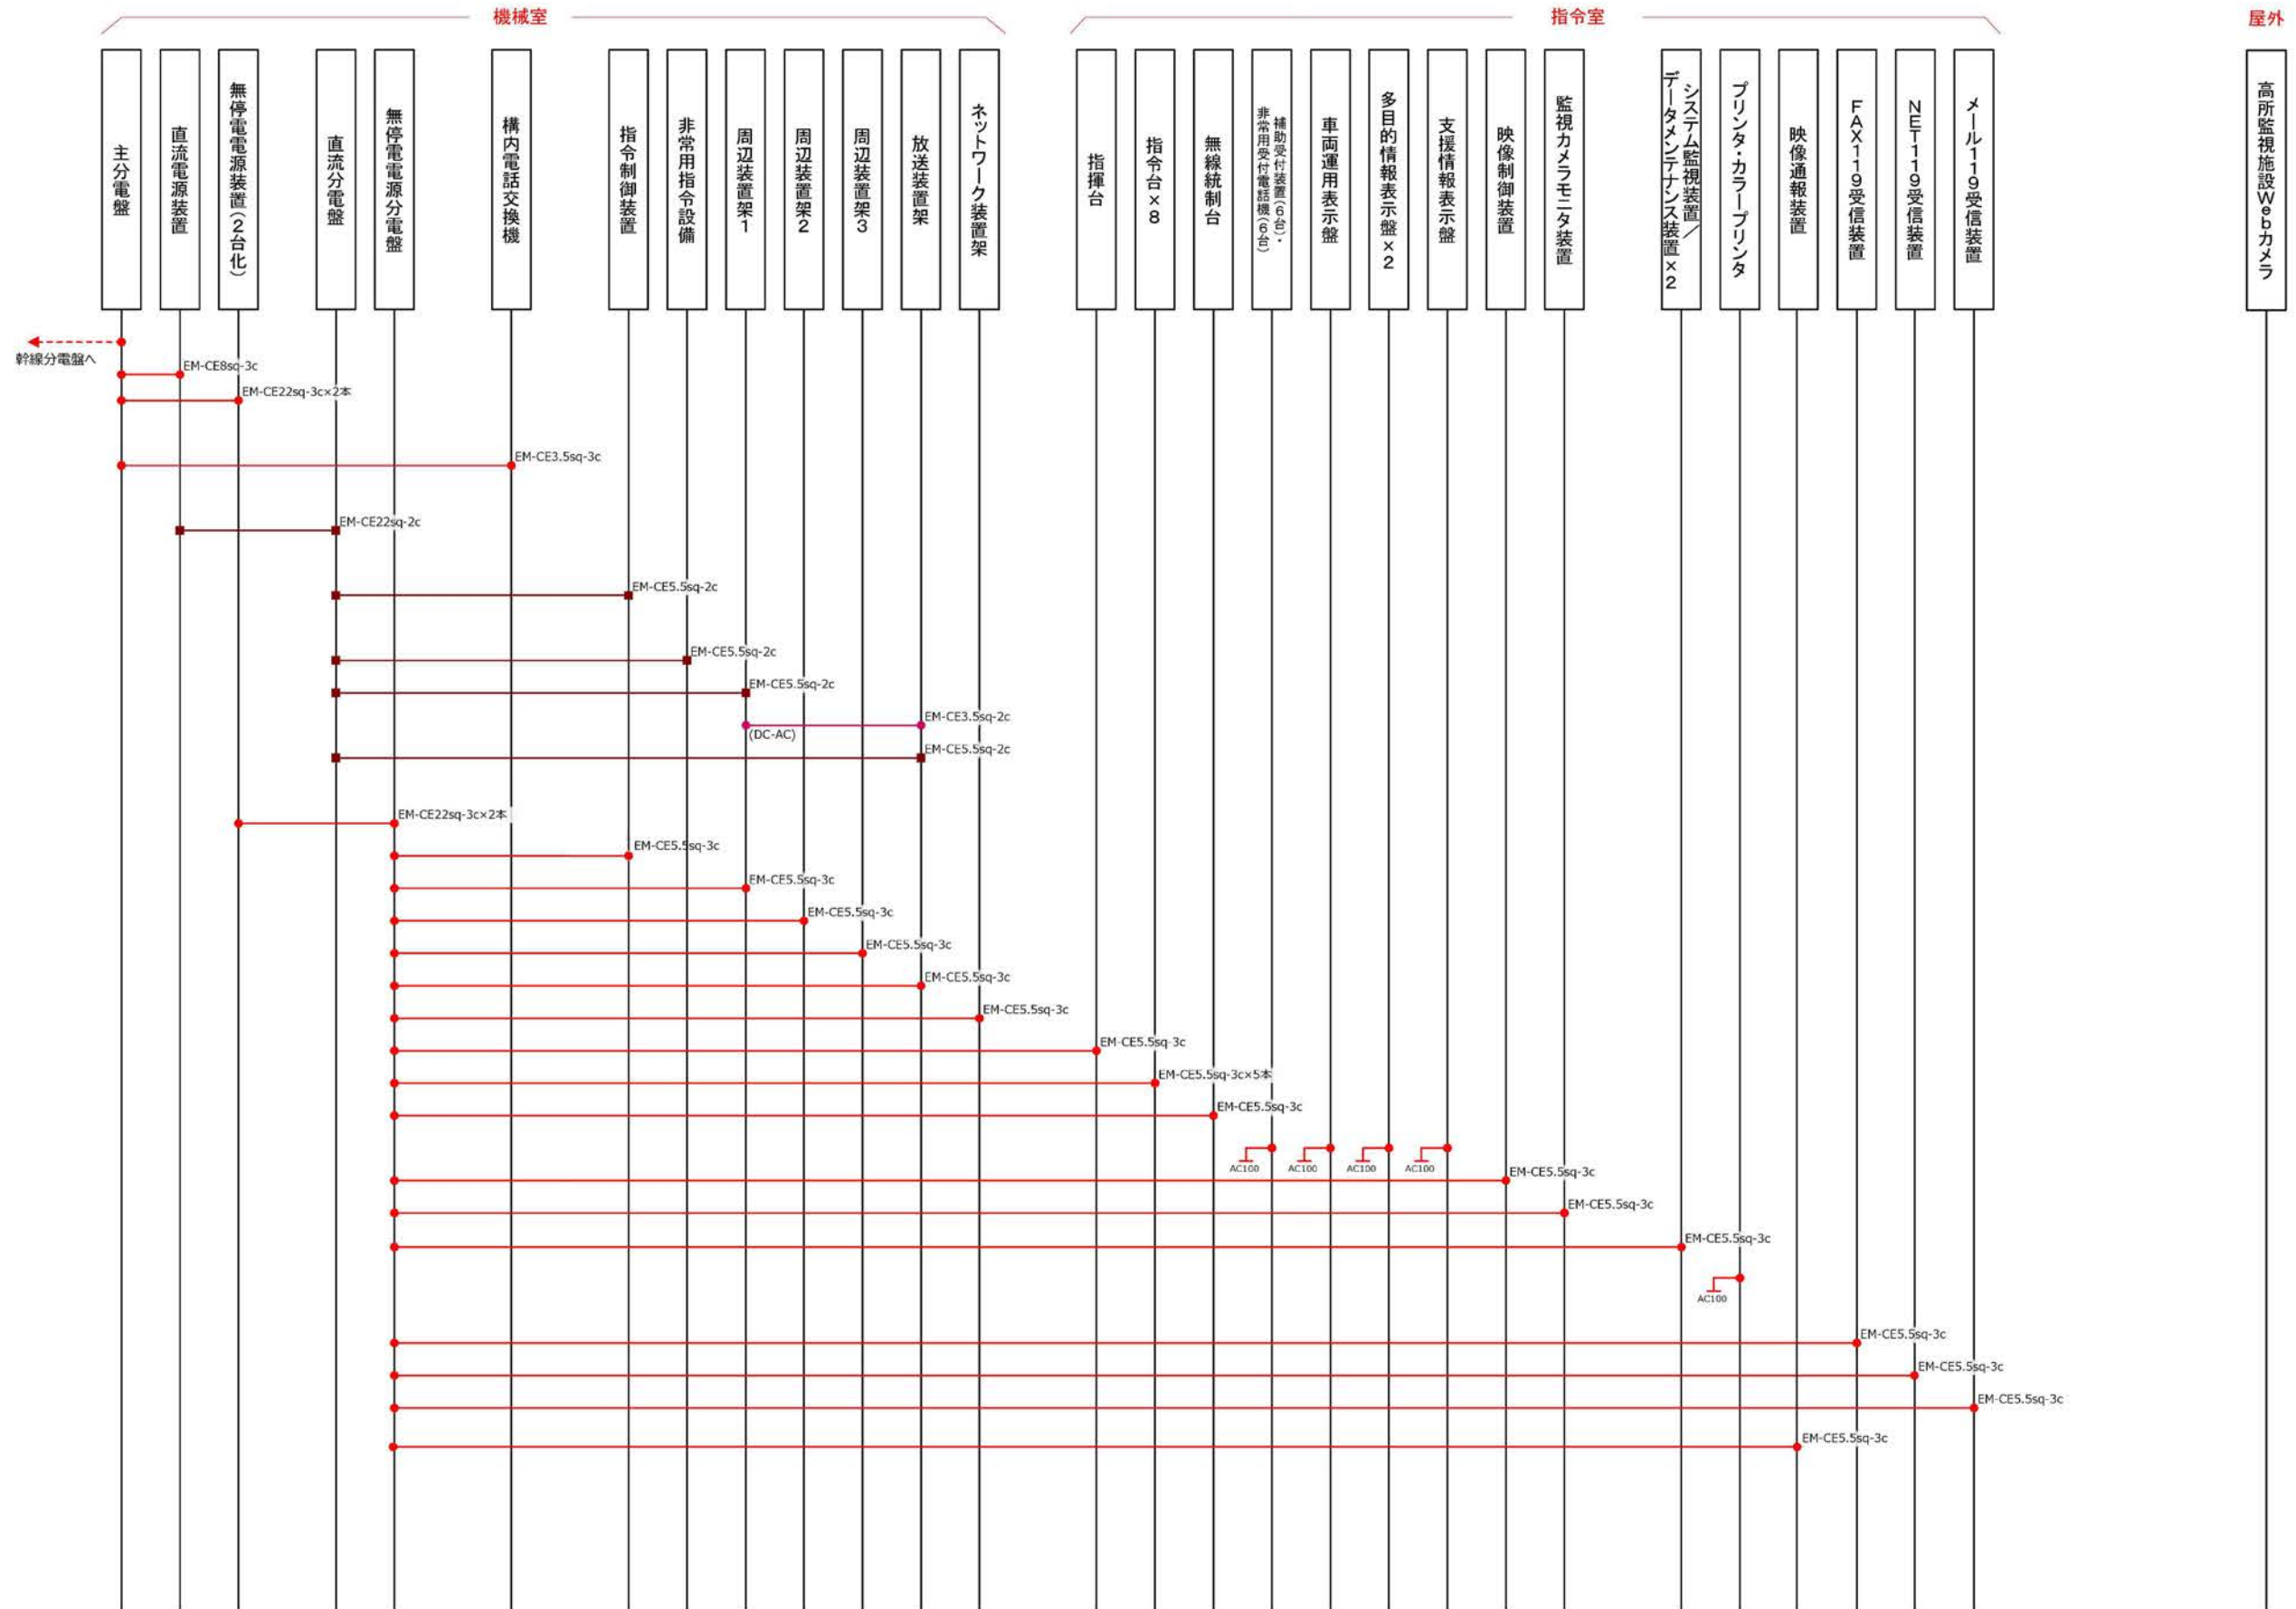 機械室
指令室
屋外
主分電盤
直流電源装置
無停電電源装置(2台化)
直流分電盤
無停電電源分電盤
構内電話交換機
指令制御装置
非常用指令設備
周辺装置架1
周辺装置架2
周辺装置架3
放送装置架
ネットワーク装置架
指揮台
指令台×8
無線統制台
補助受付装置(6台)・
非常用受付電話機(6台)
車両運用表示盤
多目的情報表示盤×2
支援情報表示盤
映像制御装置
監視カメラモニタ装置
システム監視装置／
データメンテナンス装置×2
プリンタ・カラープリンタ
映像通報装置
FAX119受信装置
NET119受信装置
メール119受信装置
高所監視施設Webカメラ
幹線分電盤へ
EM-CE8sq-3c
EM-CE22sq-3c×2本
EM-CE3.5sq-3c
EM-CE22sq-2c
EM-CE5.5sq-2c
EM-CE5.5sq-2c
EM-CE5.5sq-2c
EM-CE3.5sq-2c
(DC-AC)
EM-CE5.5sq-2c
EM-CE22sq-3c×2本
EM-CE5.5sq-3c
EM-CE5.5sq-3c
EM-CE5.5sq-3c
EM-CE5.5sq-3c
EM-CE5.5sq-3c
EM-CE5.5sq-3c
EM-CE5.5sq-3c
EM-CE5.5sq-3c×5本
EM-CE5.5sq-3c
AC100
AC100
AC100
AC100
EM-CE5.5sq-3c
EM-CE5.5sq-3c
EM-CE5.5sq-3c
AC100
EM-CE5.5sq-3c
EM-CE5.5sq-3c
EM-CE5.5sq-3c
EM-CE5.5sq-3c